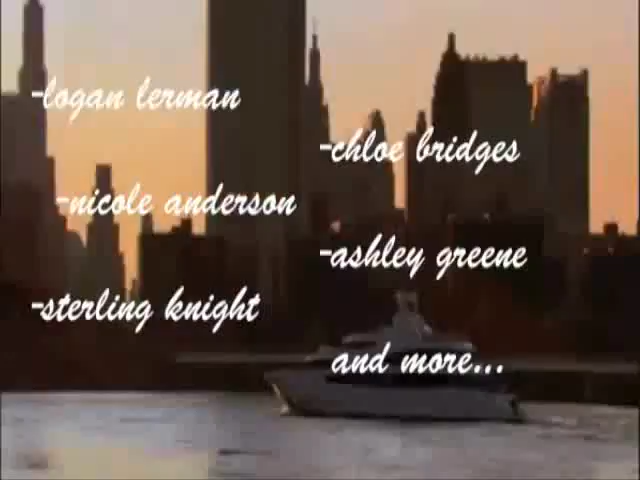 -logan lerman
-chloe bridges
-nicole anderson
-ashley greene
-sterling knight
and more...